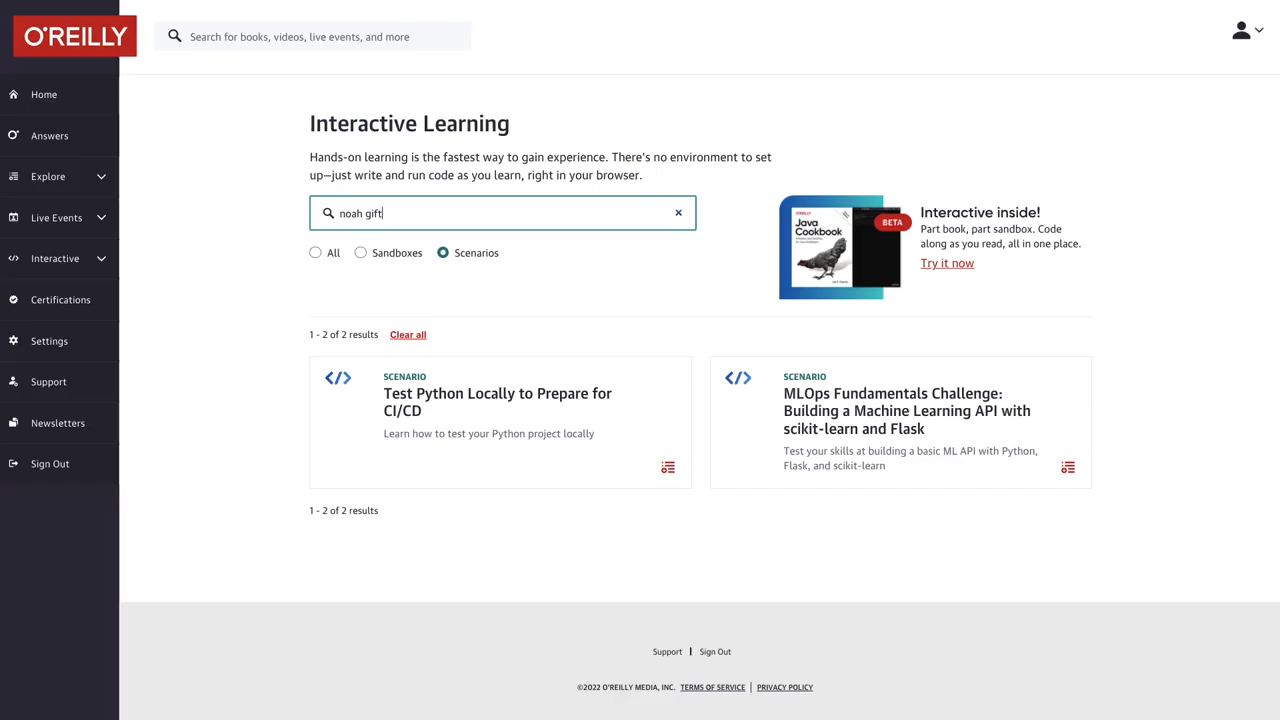 O'REILLY
Search for books, videos, live events, and more
Home
Answers
Explore
Live Events
Interactive
Certifications
Settings
Support
Newsletters
Sign Out
Interactive Learning
Hands-on learning is the fastest way to gain experience. There's no environment to set
up—just write and run code as you learn, right in your browser.
noah gift
All
Sandboxes
Scenarios
O'REILLY
Java
Cookbook
BETA
Interactive inside!
Part book, part sandbox. Code
along as you read, all in one place.
Try it now
1 - 2 of 2 results
Clear all
SCENARIO
Test Python Locally to Prepare for
CI/CD
Learn how to test your Python project locally
SCENARIO
MLOps Fundamentals Challenge:
Building a Machine Learning API with
scikit-learn and Flask
Test your skills at building a basic ML API with Python,
Flask, and scikit-learn
1 - 2 of 2 results
Support | Sign Out
©2022 O'REILLY MEDIA, INC. TERMS OF SERVICE | PRIVACY POLICY